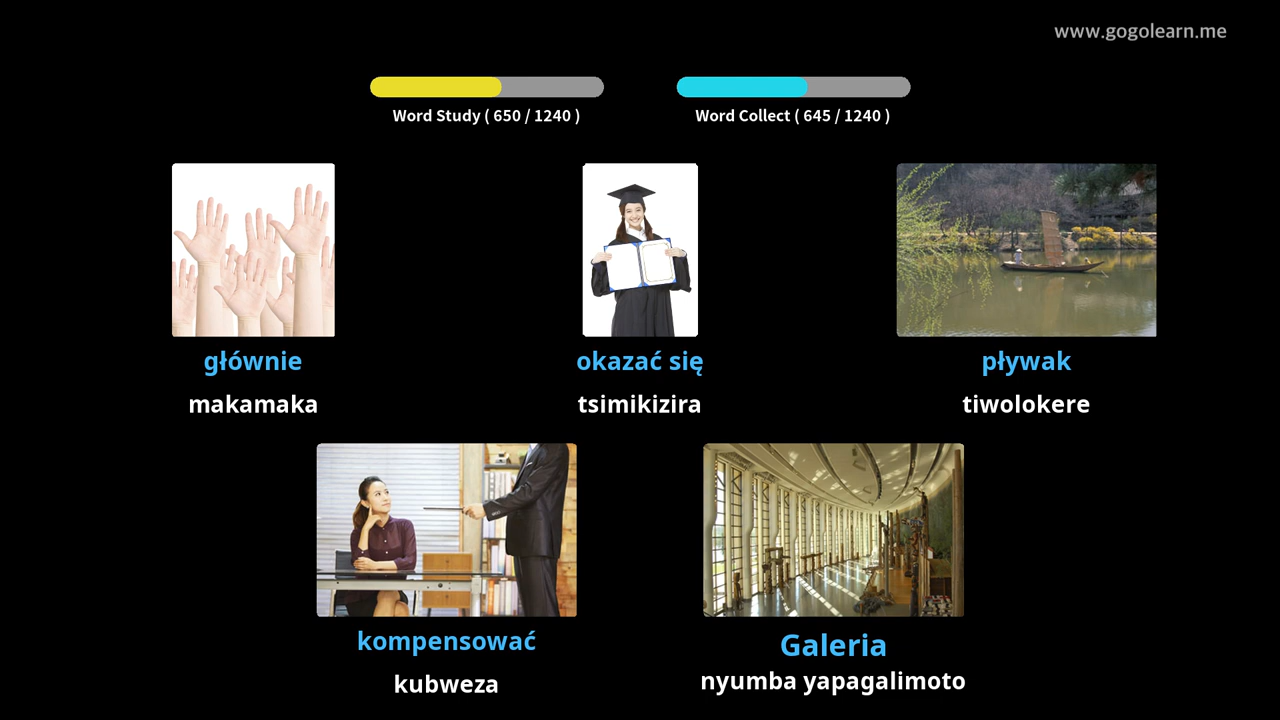 www.gogolearn.me
Word Study ( 650 / 1240 )
Word Collect ( 645 / 1240 )
głównie
okazać się
pływak
makamaka
tsimikizira
tiwolokere
kompensować
Galeria
kubweza
nyumba yapagalimoto